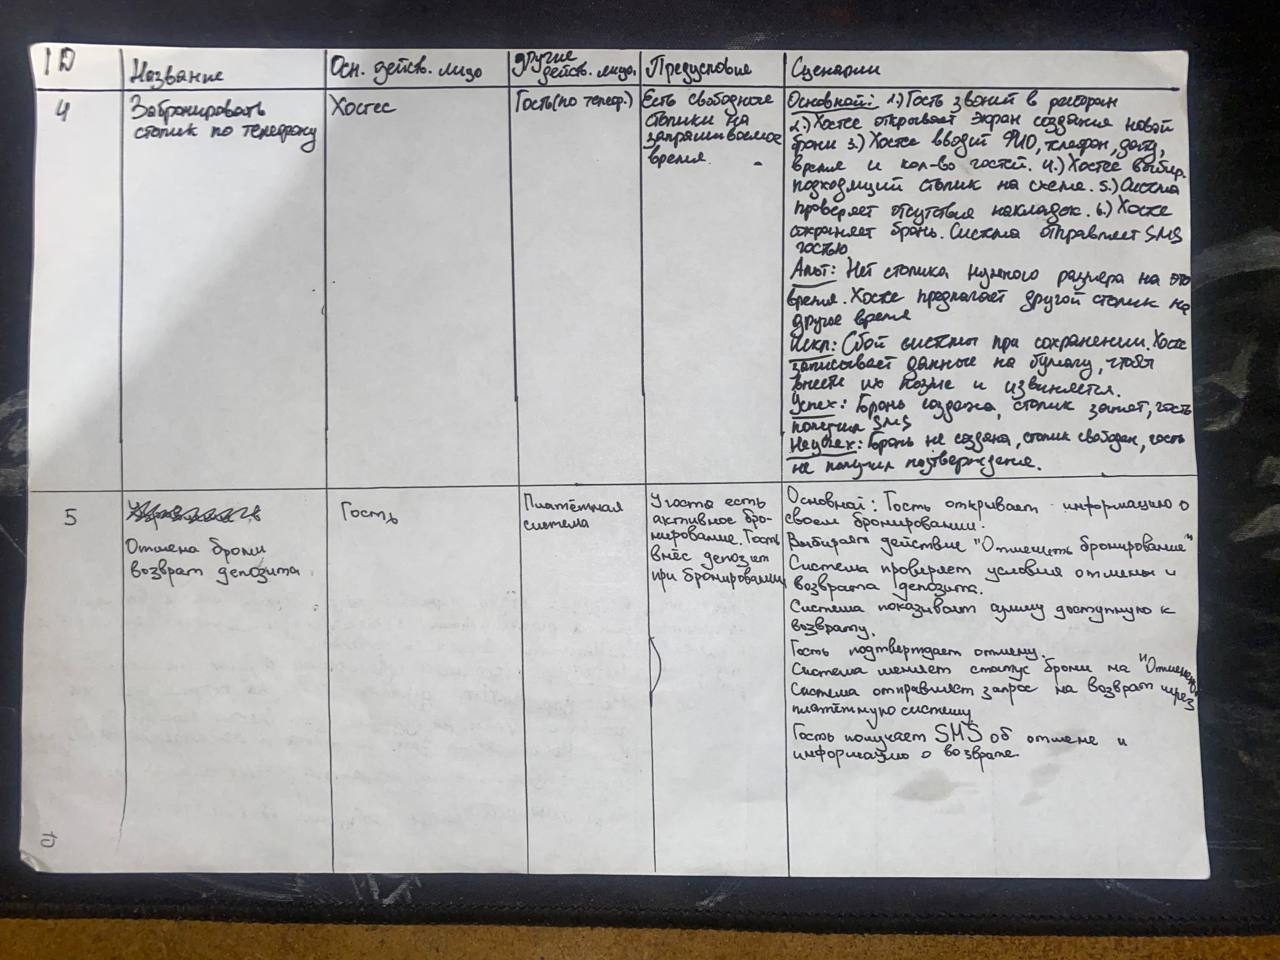 ID
Название
Осн. действ. лицо
Другие
действ. лицо.
Предусловие
Сценарии
4
Забронировать
столик по телефону
Хостес
Гость (по телеф.)
Есть свободные
столики на
запрашиваемое
время.
Основной: 1.) Гость звонит в ресторан
2.) Хостес открывает экран создания новой
брони 3.) Хостес вводит ФИО, телефон, дату,
время и кол-во гостей. 4.) Хостес выбир.
подходящий столик на схеме. 5.) Система
проверяет отсутствия накладок. 6.) Хостес
сохраняет бронь. Система отправляет SMS
гостью
Альт: Нет столика нужного размера на это
время. Хостес предлагает другой столик на
другое время
Искл: Сбой системы при сохранении. Хостес
записывает данные на бумагу, чтобы
внести их позже и извиняется.
Успех: Бронь создана, столик занят, гость
получил SMS
Неуспех: Бронь не создана, столик свободен, гость
не получил подтверждение.
5
Отмена брони
возврат депозита
Гость
Платёжная
система
У гостя есть
активное бро-
нирование. Гость
внёс депозит
при бронировании
Основной: Гость открывает информацию о
своем бронировании.
Выбирает действие "Отменить бронирование"
Система проверяет условия отмены и
возврата депозита.
Система показывает сумму доступную к
возврату.
Гость подтверждает отмену.
Система меняет статус брони на "Отменена"
Система отправляет запрос на возврат через
платёжную систему
Гость получает SMS об отмене и
информацию о возврате.